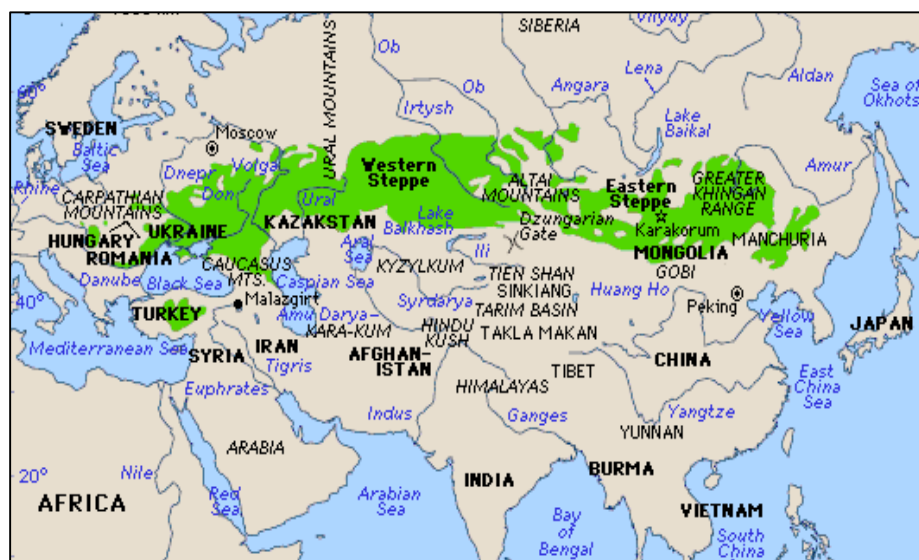 SIBERIA
Vilyuy
Ob
Lena
Ob
Angara
Aldan
Sea of
Okhots
60°
Irtysh
URAL MOUNTAINS
SWEDEN
Moscow
Lake
Baikal
Baltic
Sea
Dnepr
Volga
Western
Steppe
Amur
Rhine
Don
ALTAI
MOUNTAINS
Eastern
Steppe
GREATER
KHINGAN
RANGE
CARPATHIAN
MOUNTAINS
Ural
Lake
Balkhash
Dzungarian
Gate
Karakorum
HUNGARY
UKRAINE
KAZAKSTAN
MANCHURIA
ROMANIA
Aral
Sea
Ili
MONGOLIA
CAUCASUS
MTS.
KYZYLKUM
TIEN SHAN
GOBI
Danube
Black Sea
Caspian Sea
SINKIANG
Huang Ho
40°
Malazgirt
Syrdarya
TARIM BASIN
Peking
TURKEY
Amu Darya
KARA-KUM
HINDU
KUSH
TAKLA MAKAN
Yellow
Sea
JAPAN
Mediterranean Sea
SYRIA
IRAN
AFGHAN-
ISTAN
CHINA
Tigris
TIBET
East
China
Sea
Euphrates
HIMALAYAS
Indus
Ganges
Yangtze
YUNNAN
ARABIA
20°
Nile
INDIA
BURMA
AFRICA
Red
Sea
Arabian
Sea
VIETNAM
Bay
of
Bengal
South
China